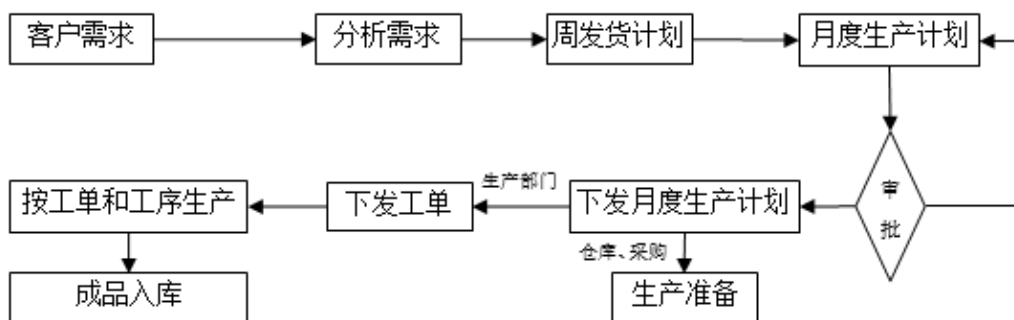 客户需求
分析需求
周发货计划
月度生产计划
审批
下发月度生产计划
生产部门
下发工单
按工单和工序生产
成品入库
仓库、采购
生产准备